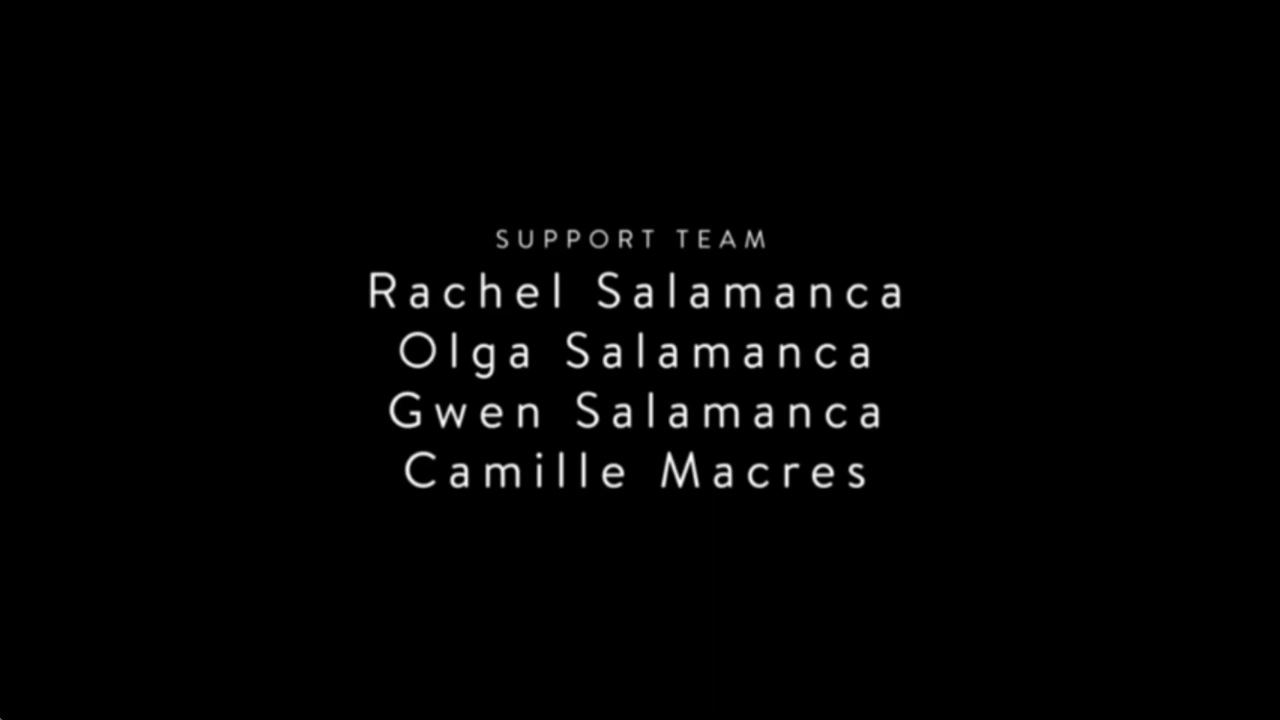 SUPPORT TEAM
Rachel Salamanca
Olga Salamanca
Gwen Salamanca
Camille Macres